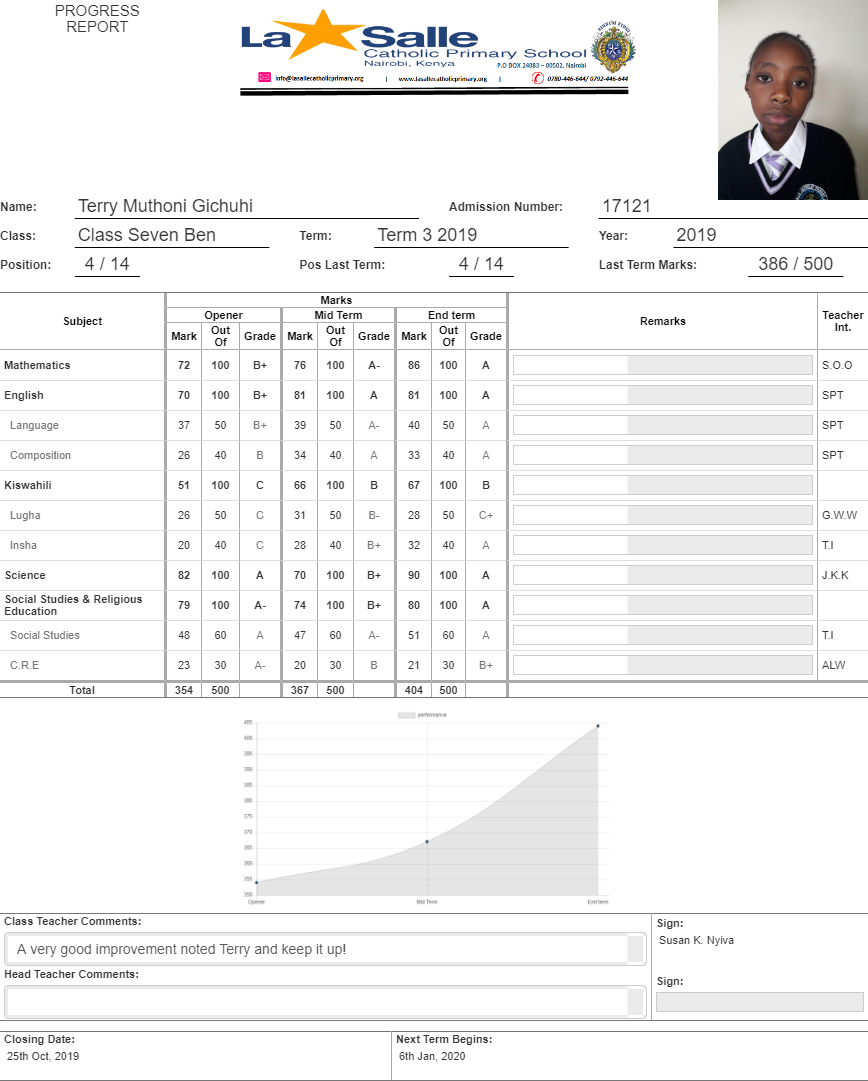 PROGRESS
REPORT
La Salle
Catholic Primary School
Nairobi, Kenya
P.O BOX 24083 – 00502, Nairobi
info@lasallecatholicprimary.org | www.lasallecatholicprimary.org | 0780-446-644/ 0792-446-644
Name: Terry Muthoni Gichuhi Admission Number: 17121
Class: Class Seven Ben Term: Term 3 2019 Year: 2019
Position: 4 / 14 Pos Last Term: 4 / 14 Last Term Marks: 386 / 500
Subject Marks Remarks Teacher Int.
Opener Mid Term End term
Mark Out Of Grade Mark Out Of Grade Mark Out Of Grade
Mathematics 72 100 B+ 76 100 A- 86 100 A S.O.O
English 70 100 B+ 81 100 A 81 100 A SPT
Language 37 50 B+ 39 50 A- 40 50 A SPT
Composition 26 40 B 34 40 A 33 40 A SPT
Kiswahili 51 100 C 66 100 B 67 100 B
Lugha 26 50 C 31 50 B- 28 50 C+ G.W.W
Insha 20 40 C 28 40 B+ 32 40 A T.I
Science 82 100 A 70 100 B+ 90 100 A J.K.K
Social Studies & Religious Education 79 100 A- 74 100 B+ 80 100 A
Social Studies 48 60 A 47 60 A- 51 60 A T.I
C.R.E 23 30 A- 20 30 B 21 30 B+ ALW
Total 354 500 367 500 404 500
performance
405
400
395
390
385
380
375
370
365
360
355
350
Opener Mid Term End term
Class Teacher Comments: Sign:
A very good improvement noted Terry and keep it up! Susan K. Nyiva
Head Teacher Comments: Sign:
Closing Date: Next Term Begins:
25th Oct, 2019 6th Jan, 2020